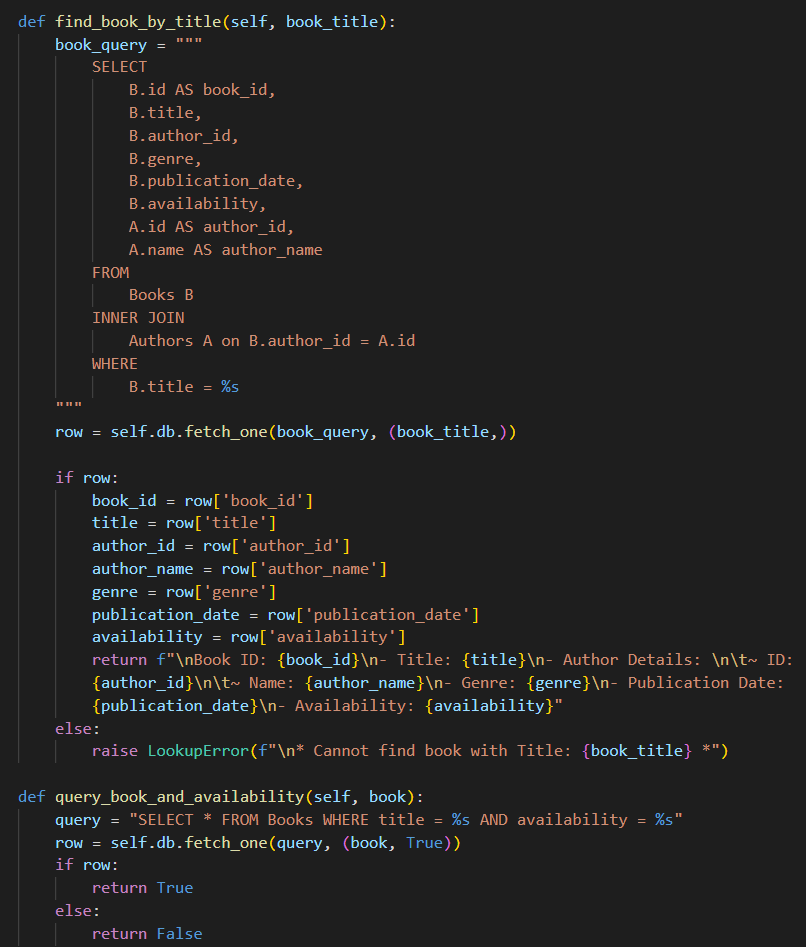 def find_book_by_title(self, book_title):
    book_query = """
        SELECT
            B.id AS book_id,
            B.title,
            B.author_id,
            B.genre,
            B.publication_date,
            B.availability,
            A.id AS author_id,
            A.name AS author_name
        FROM
            Books B
        INNER JOIN
            Authors A on B.author_id = A.id
        WHERE
            B.title = %s
    """
    row = self.db.fetch_one(book_query, (book_title,))

    if row:
        book_id = row['book_id']
        title = row['title']
        author_id = row['author_id']
        author_name = row['author_name']
        genre = row['genre']
        publication_date = row['publication_date']
        availability = row['availability']
        return f"\nBook ID: {book_id}\n- Title: {title}\n- Author Details: \n\t~ ID:
        {author_id}\n\t~ Name: {author_name}\n- Genre: {genre}\n- Publication Date:
        {publication_date}\n- Availability: {availability}"
    else:
        raise LookupError(f"\n* Cannot find book with Title: {book_title} *")

def query_book_and_availability(self, book):
    query = "SELECT * FROM Books WHERE title = %s AND availability = %s"
    row = self.db.fetch_one(query, (book, True))
    if row:
        return True
    else:
        return False